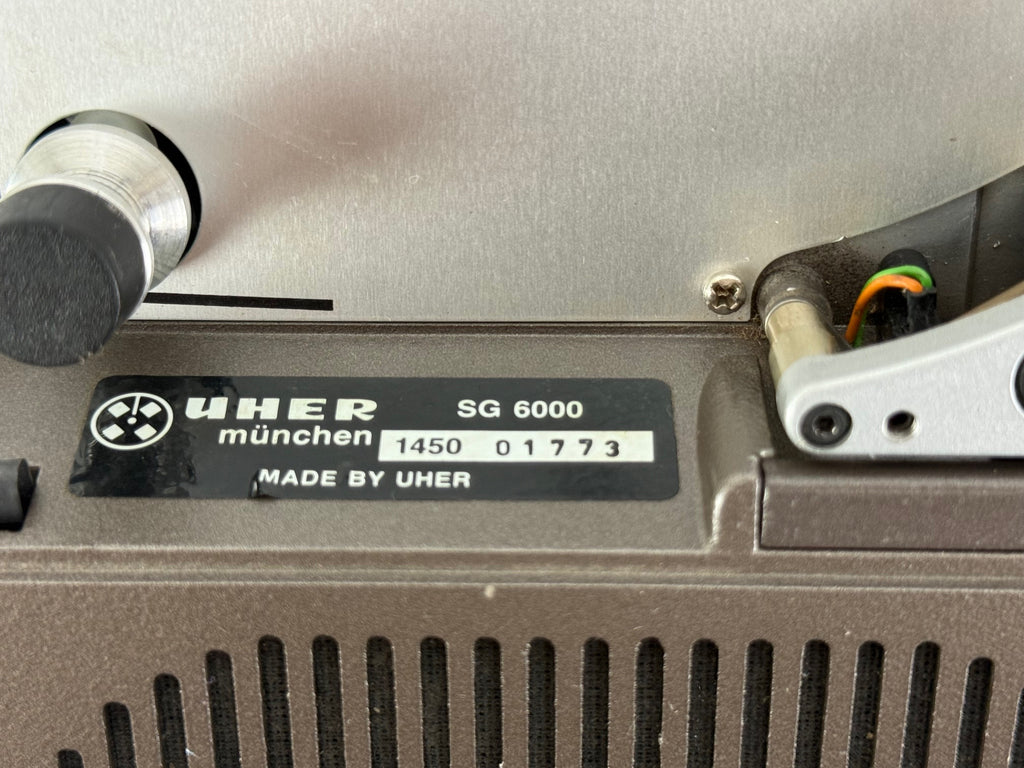 UHER SG 6000
münchen 1450 01773
MADE BY UHER